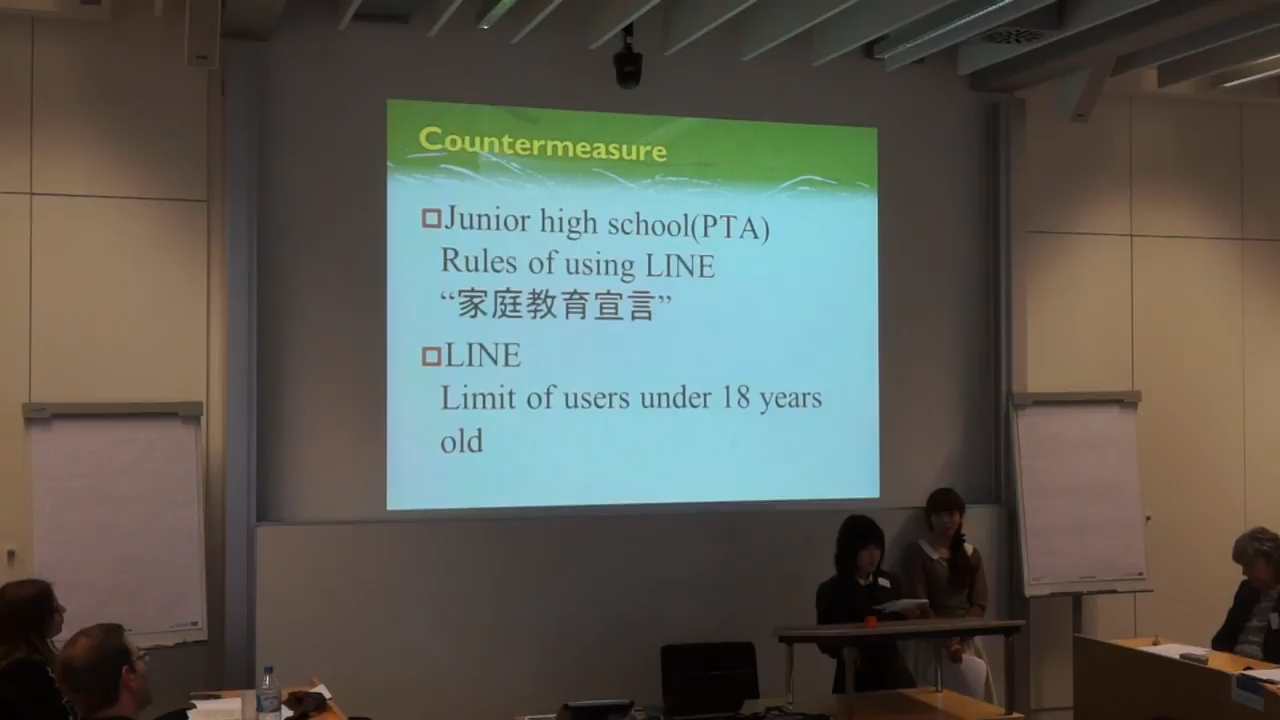 Countermeasure
Junior high school(PTA)
Rules of using LINE
“家庭教育宣言”
LINE
Limit of users under 18 years
old